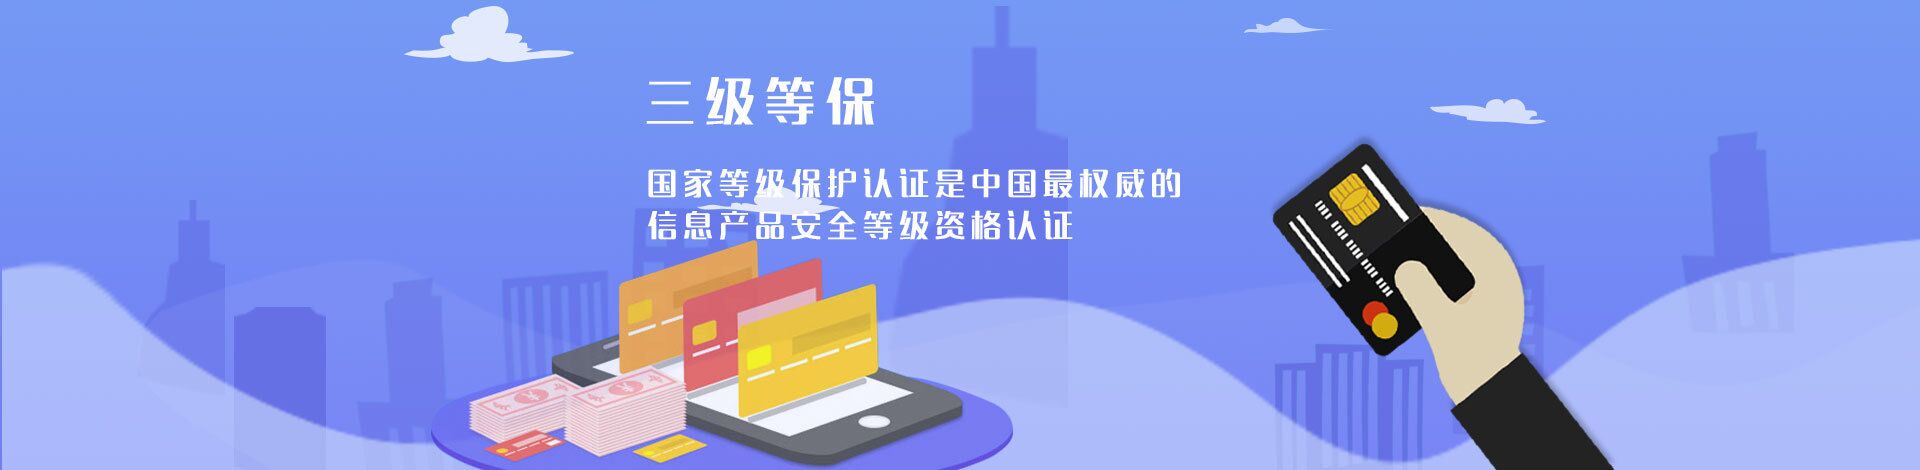 三级等保
国家等级保护认证是中国最权威的
信息产品安全等级资格认证